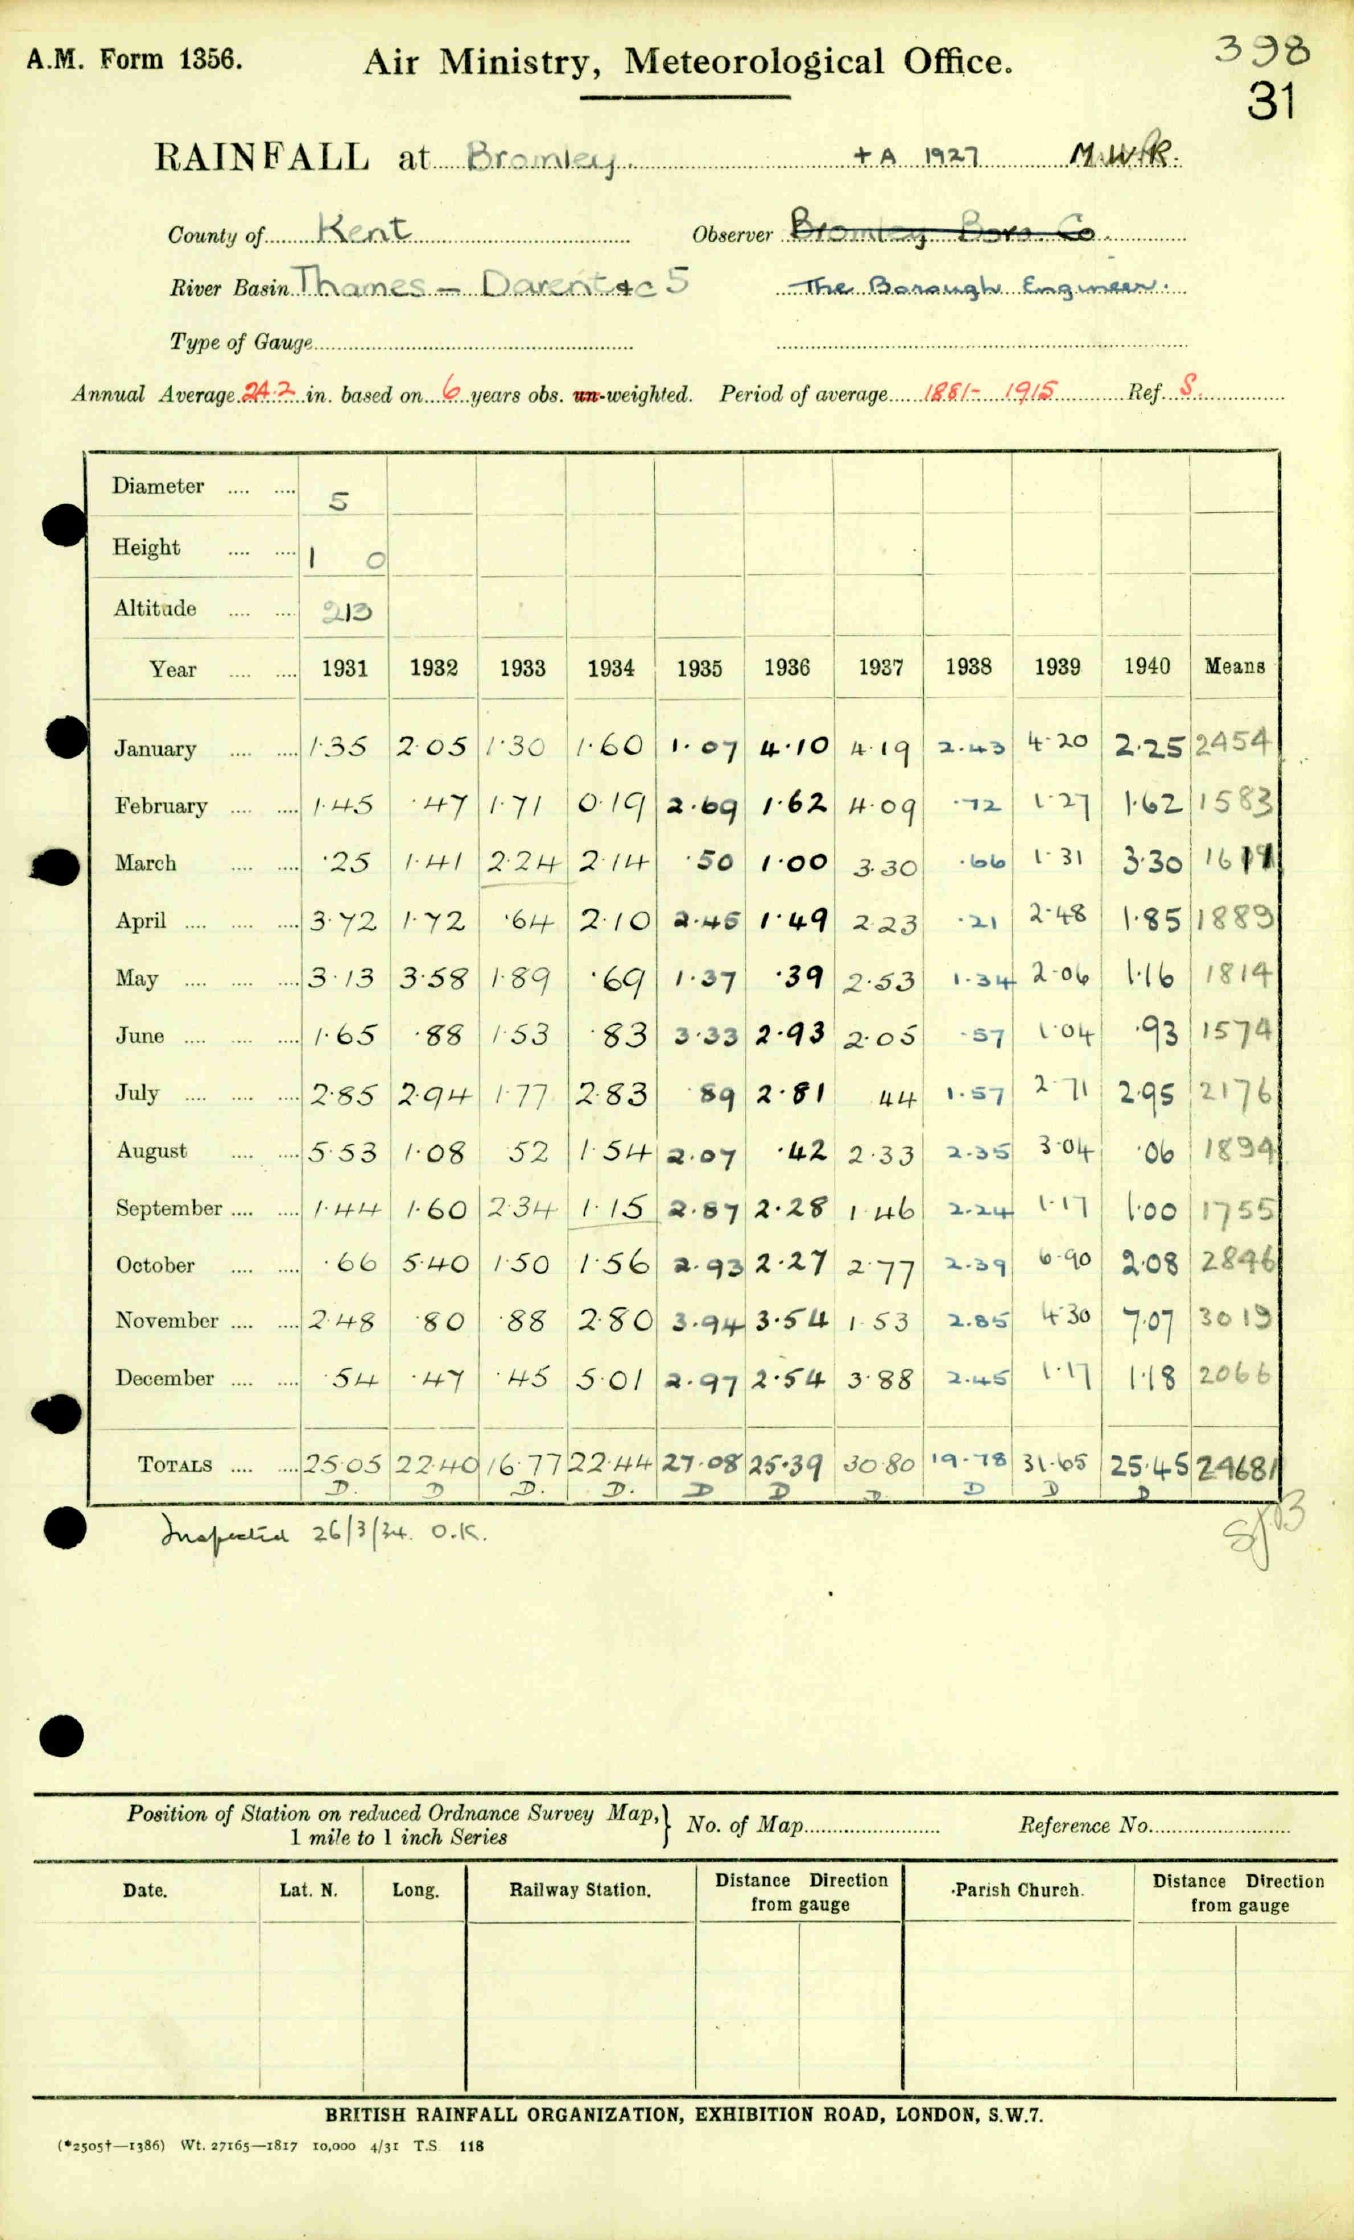 A.M. Form 1356. Air Ministry, Meteorological Office. 398
31
RAINFALL at Bromley. + A 1927 M.W.R.
County of Kent Observer Bromley Boro. Co.
River Basin Thames – Darent &c 5 The Borough Engineer.
Type of Gauge
Annual Average 24.2 in. based on 6 years obs. un-weighted. Period of average 1881- 1915 Ref. S.
Diameter .... .... 5
Height .... .... 1 0
Altitude .... .... 213
Year .... .... 1931 1932 1933 1934 1935 1936 1937 1938 1939 1940 Means
January .... .... 1·35 2·05 1·30 1·60 1·07 4·10 4·19 2·43 4·20 2·25 2454
February .... .... 1·45 ·47 1·71 0·19 2·69 1·62 4·09 ·72 1·27 1·62 1583
March .... .... ·25 1·41 2·24 2·14 ·50 1·00 3·30 ·66 1·31 3·30 1611
April .... .... .... 3·72 1·72 ·64 2·10 2·45 1·49 2·23 ·21 2·48 1·85 1889
May .... .... .... 3·13 3·58 1·89 ·69 1·37 ·39 2·53 1·34 2·06 1·16 1814
June .... .... .... 1·65 ·88 1·53 ·83 3·33 2·93 2·05 ·57 1·04 ·93 1574
July .... .... .... 2·85 2·94 1·77 2·83 89 2·81 44 1·57 2·71 2·95 2176
August .... .... 5·53 1·08 52 1·54 2·07 ·42 2·33 2·35 3·04 ·06 1894
September .... .... 1·44 1·60 2·34 1·15 2·87 2·28 1·46 2·24 1·17 1·00 1755
October .... .... ·66 5·40 1·50 1·56 2·93 2·27 2·77 2·39 6·90 2·08 2846
November .... .... 2·48 ·80 ·88 2·80 3·94 3·54 1·53 2·85 4·30 7·07 3019
December .... .... ·54 ·47 ·45 5·01 2·97 2·54 3·88 2·45 1·17 1·18 2066
TOTALS .... .... 25·05 22·40 16·77 22·44 27·08 25·39 30·80 19·78 31·65 25·45 24681
D. D D. D. D D D D D D
Inspected 26/3/34. O.K.
Position of Station on reduced Ordnance Survey Map,} No. of Map Reference No.
1 mile to 1 inch Series
Date. Lat. N. Long. Railway Station. Distance Direction from gauge Parish Church. Distance Direction from gauge
BRITISH RAINFALL ORGANIZATION, EXHIBITION ROAD, LONDON, S.W.7.
(*2505†—1386) Wt. 27165—1817 10,000 4/31 T.S. 118